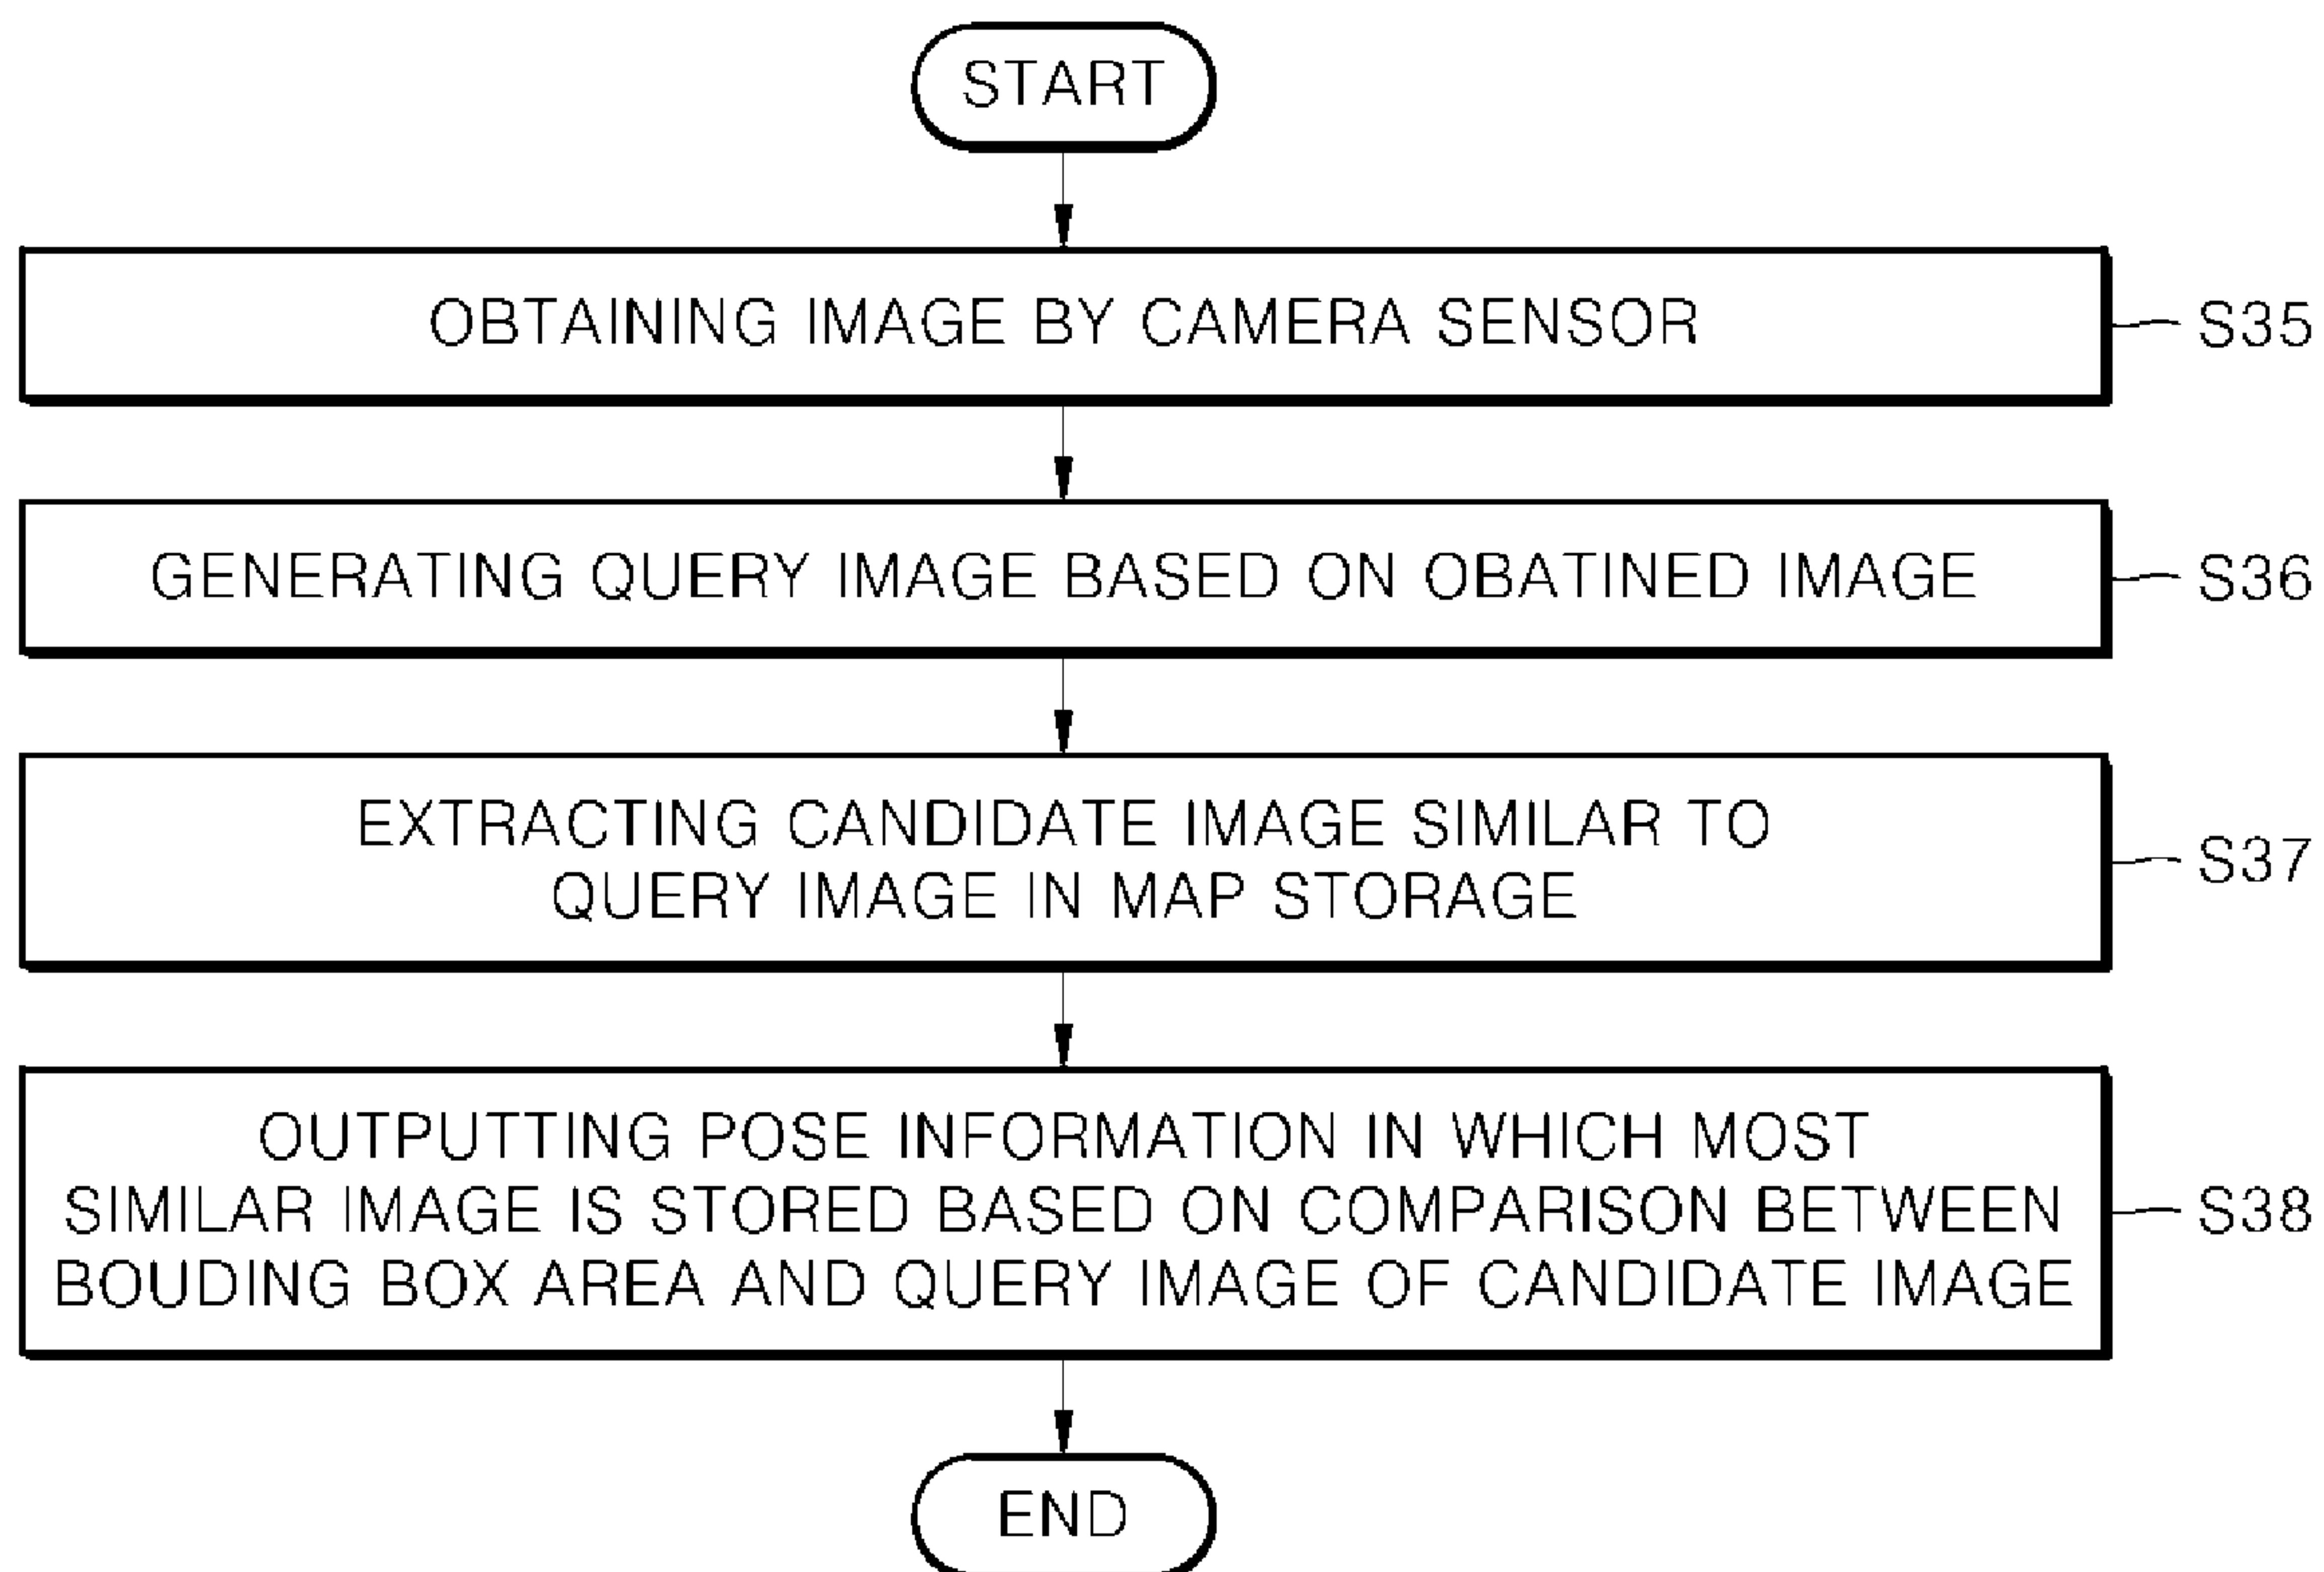 START
OBTAINING IMAGE BY CAMERA SENSOR
S35
GENERATING QUERY IMAGE BASED ON OBATINED IMAGE
S36
EXTRACTING CANDIDATE IMAGE SIMILAR TO
QUERY IMAGE IN MAP STORAGE
S37
OUTPUTTING POSE INFORMATION IN WHICH MOST
SIMILAR IMAGE IS STORED BASED ON COMPARISON BETWEEN
BOUDING BOX AREA AND QUERY IMAGE OF CANDIDATE IMAGE
S38
END